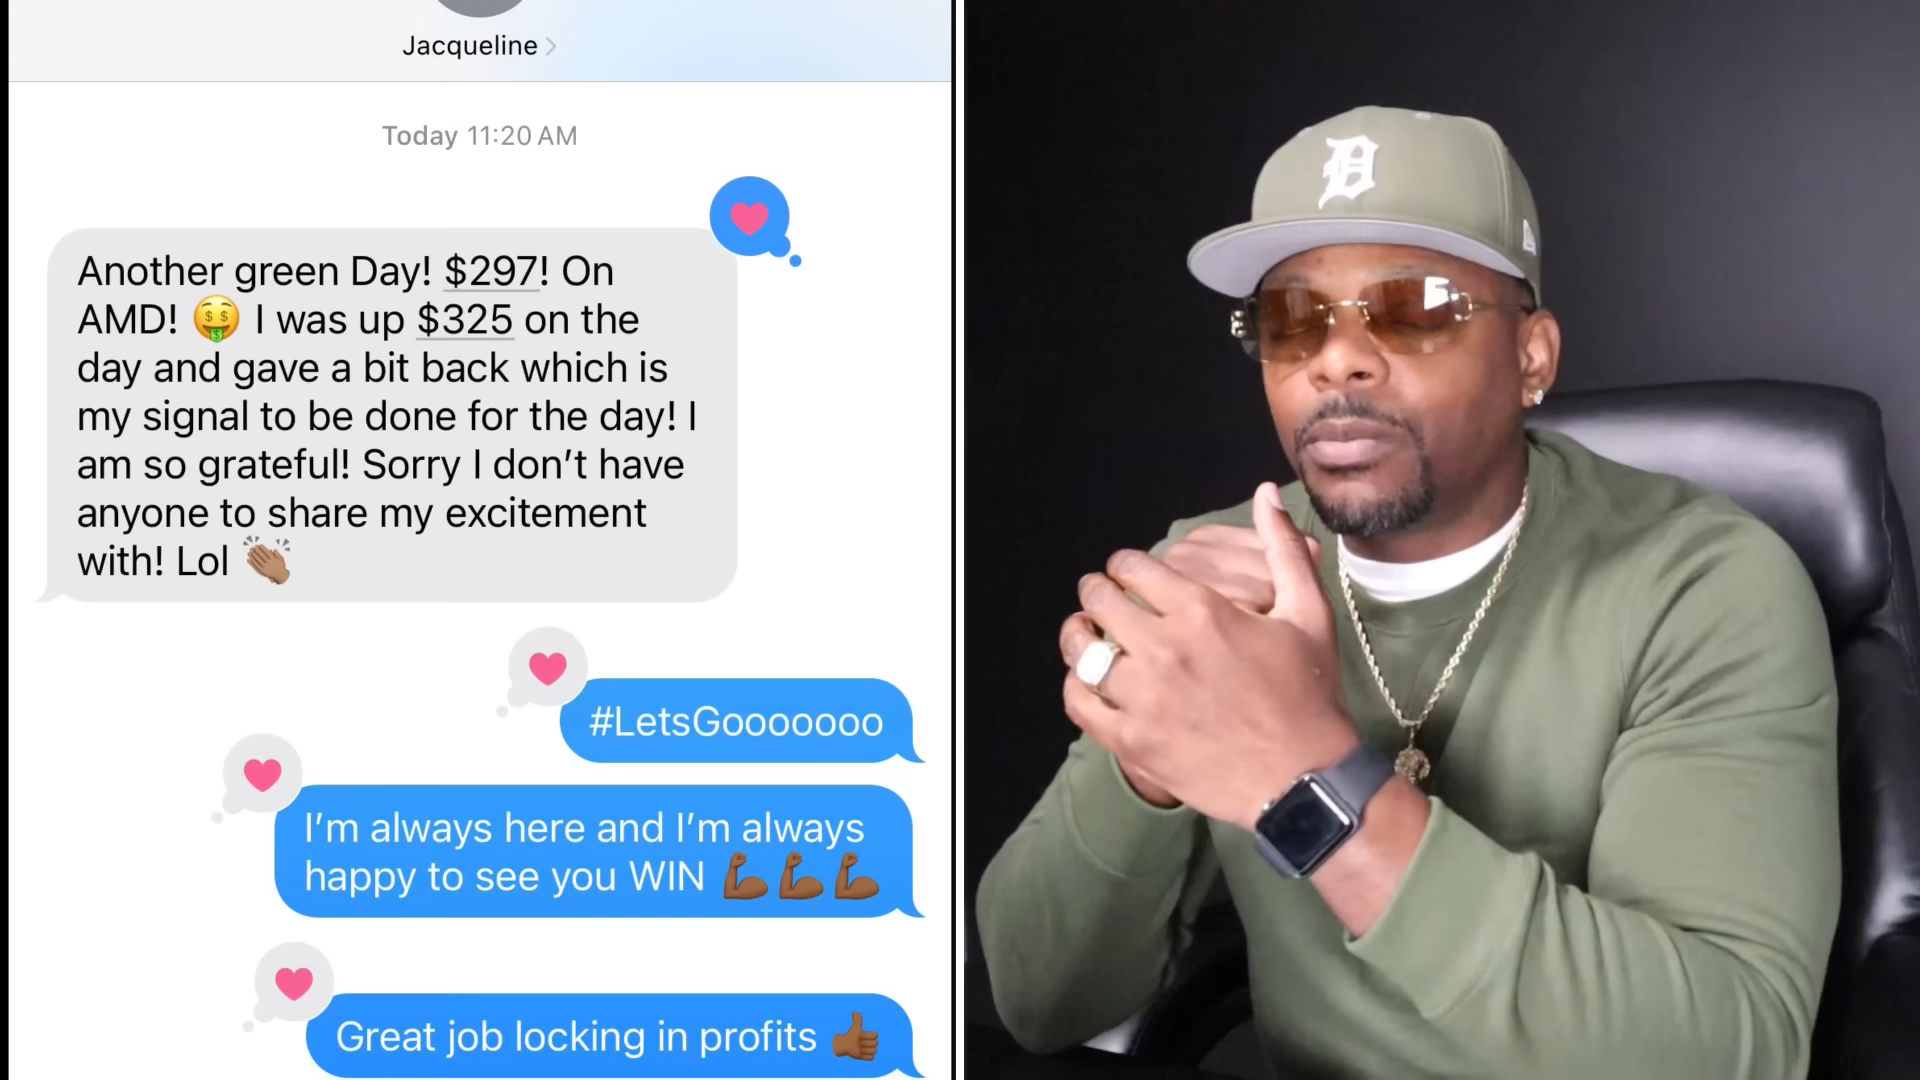 Jacqueline
Today 11:20 AM
Another green Day! $297! On
AMD! 🤑 I was up $325 on the
day and gave a bit back which is
my signal to be done for the day! I
am so grateful! Sorry I don’t have
anyone to share my excitement
with! Lol 👏🏽
#LetsGooooooo
I’m always here and I’m always
happy to see you WIN 💪🏾💪🏾💪🏾
Great job locking in profits 👍🏾
D